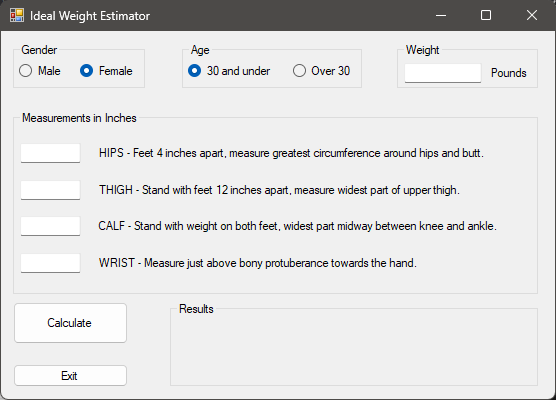 Ideal Weight Estimator
Gender
Male
Female
Age
30 and under
Over 30
Weight
Pounds
Measurements in Inches
HIPS - Feet 4 inches apart, measure greatest circumference around hips and butt.
THIGH - Stand with feet 12 inches apart, measure widest part of upper thigh.
CALF - Stand with weight on both feet, widest part midway between knee and ankle.
WRIST - Measure just above bony protuberance towards the hand.
Calculate
Results
Exit